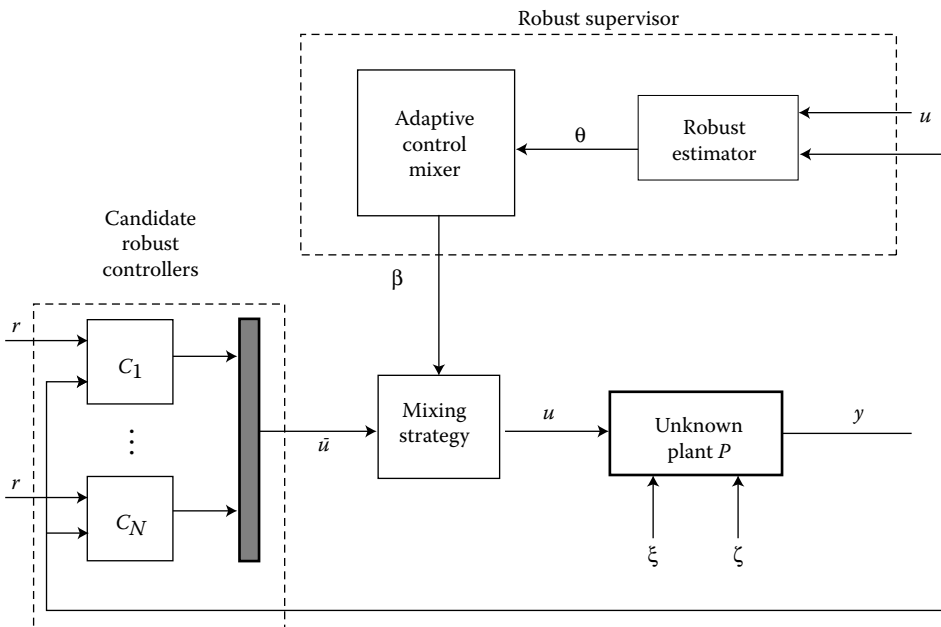 Robust supervisor
Adaptive
control
mixer
θ
Robust
estimator
u
β
Candidate
robust
controllers
r
C1
⋮
r
CN
ū
Mixing
strategy
u
Unknown
plant P
y
ξ
ζ